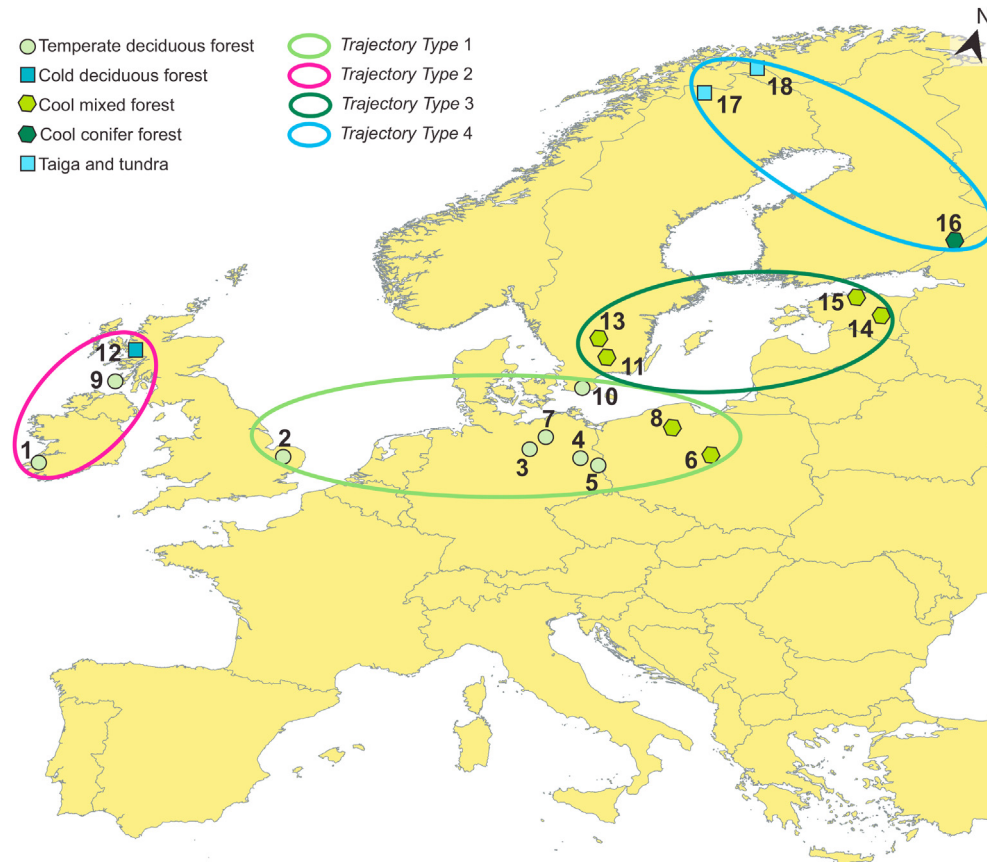 N
Temperate deciduous forest
Cold deciduous forest
Cool mixed forest
Cool conifer forest
Taiga and tundra
Trajectory Type 1
Trajectory Type 2
Trajectory Type 3
Trajectory Type 4
18
17
16
15
14
13
11
12
9
10
1
2
7
8
3
4
6
5